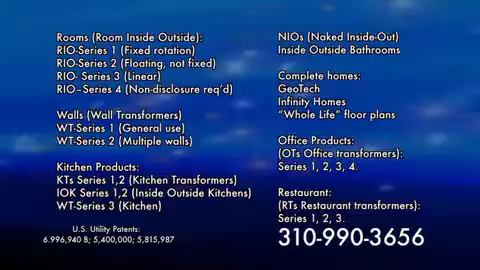 Rooms (Room Inside Outside):
RIO-Series 1 (Fixed rotation)
RIO-Series 2 (Floating, not fixed)
RIO- Series 3 (Linear)
RIO–Series 4 (Non-disclosure req’d)
Walls (Wall Transformers)
WT-Series 1 (General use)
WT-Series 2 (Multiple walls)
Kitchen Products:
KTs Series 1,2 (Kitchen Transformers)
IOK Series 1,2 (Inside Outside Kitchens)
WT-Series 3 (Kitchen)
U.S. Utility Patents:
6.996,940 B; 5,400,000; 5,815,987
NIOs (Naked Inside-Out)
Inside Outside Bathrooms
Complete homes:
GeoTech
Infinity Homes
“Whole Life” floor plans
Office Products:
(OTs Office transformers):
Series 1, 2, 3, 4.
Restaurant:
(RTs Restaurant transformers):
Series 1, 2, 3.
310-990-3656